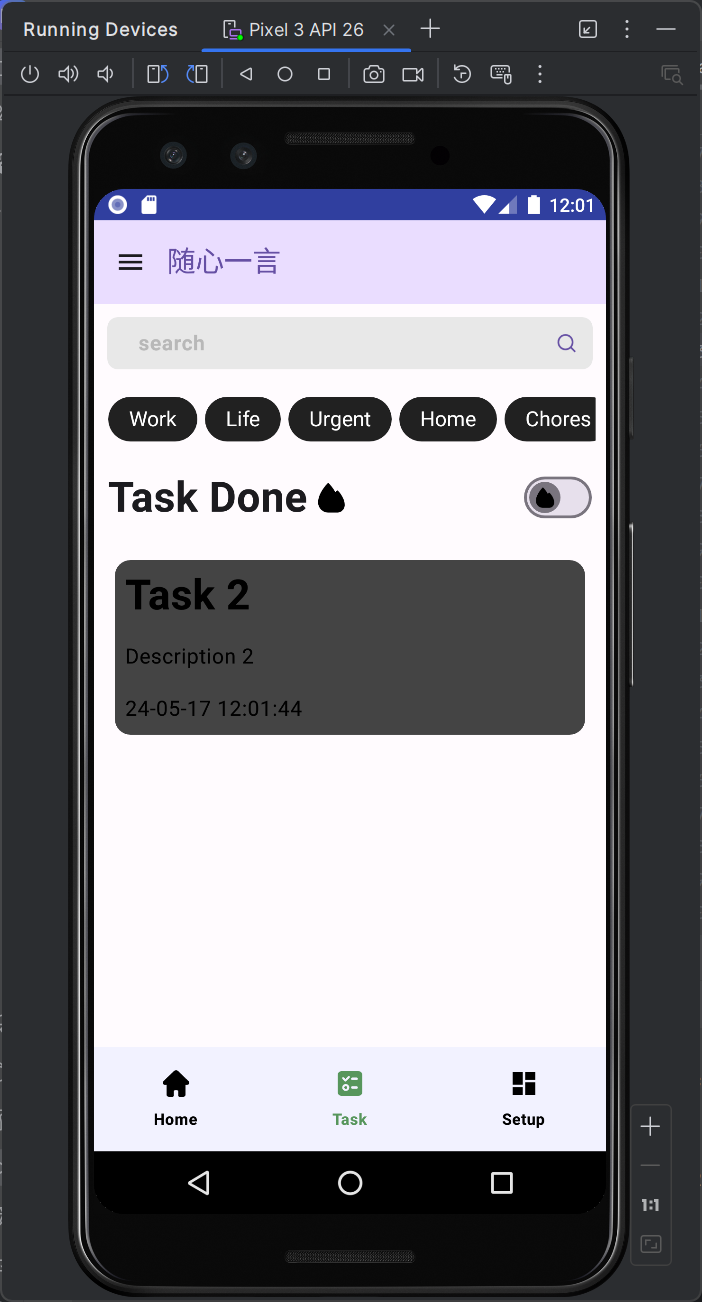 Running Devices
Pixel 3 API 26
12:01
随心一言
search
Work
Life
Urgent
Home
Chores
Task Done
Task 2
Description 2
24-05-17 12:01:44
Home
Task
Setup
1:1